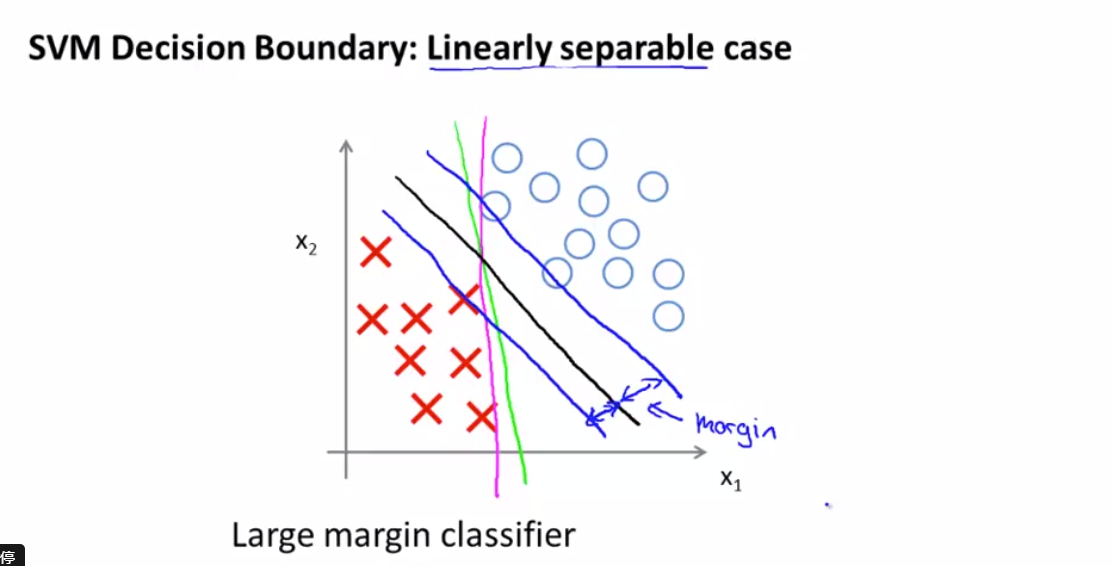 SVM Decision Boundary: Linearly separable case
x2
margin
x1
Large margin classifier
停